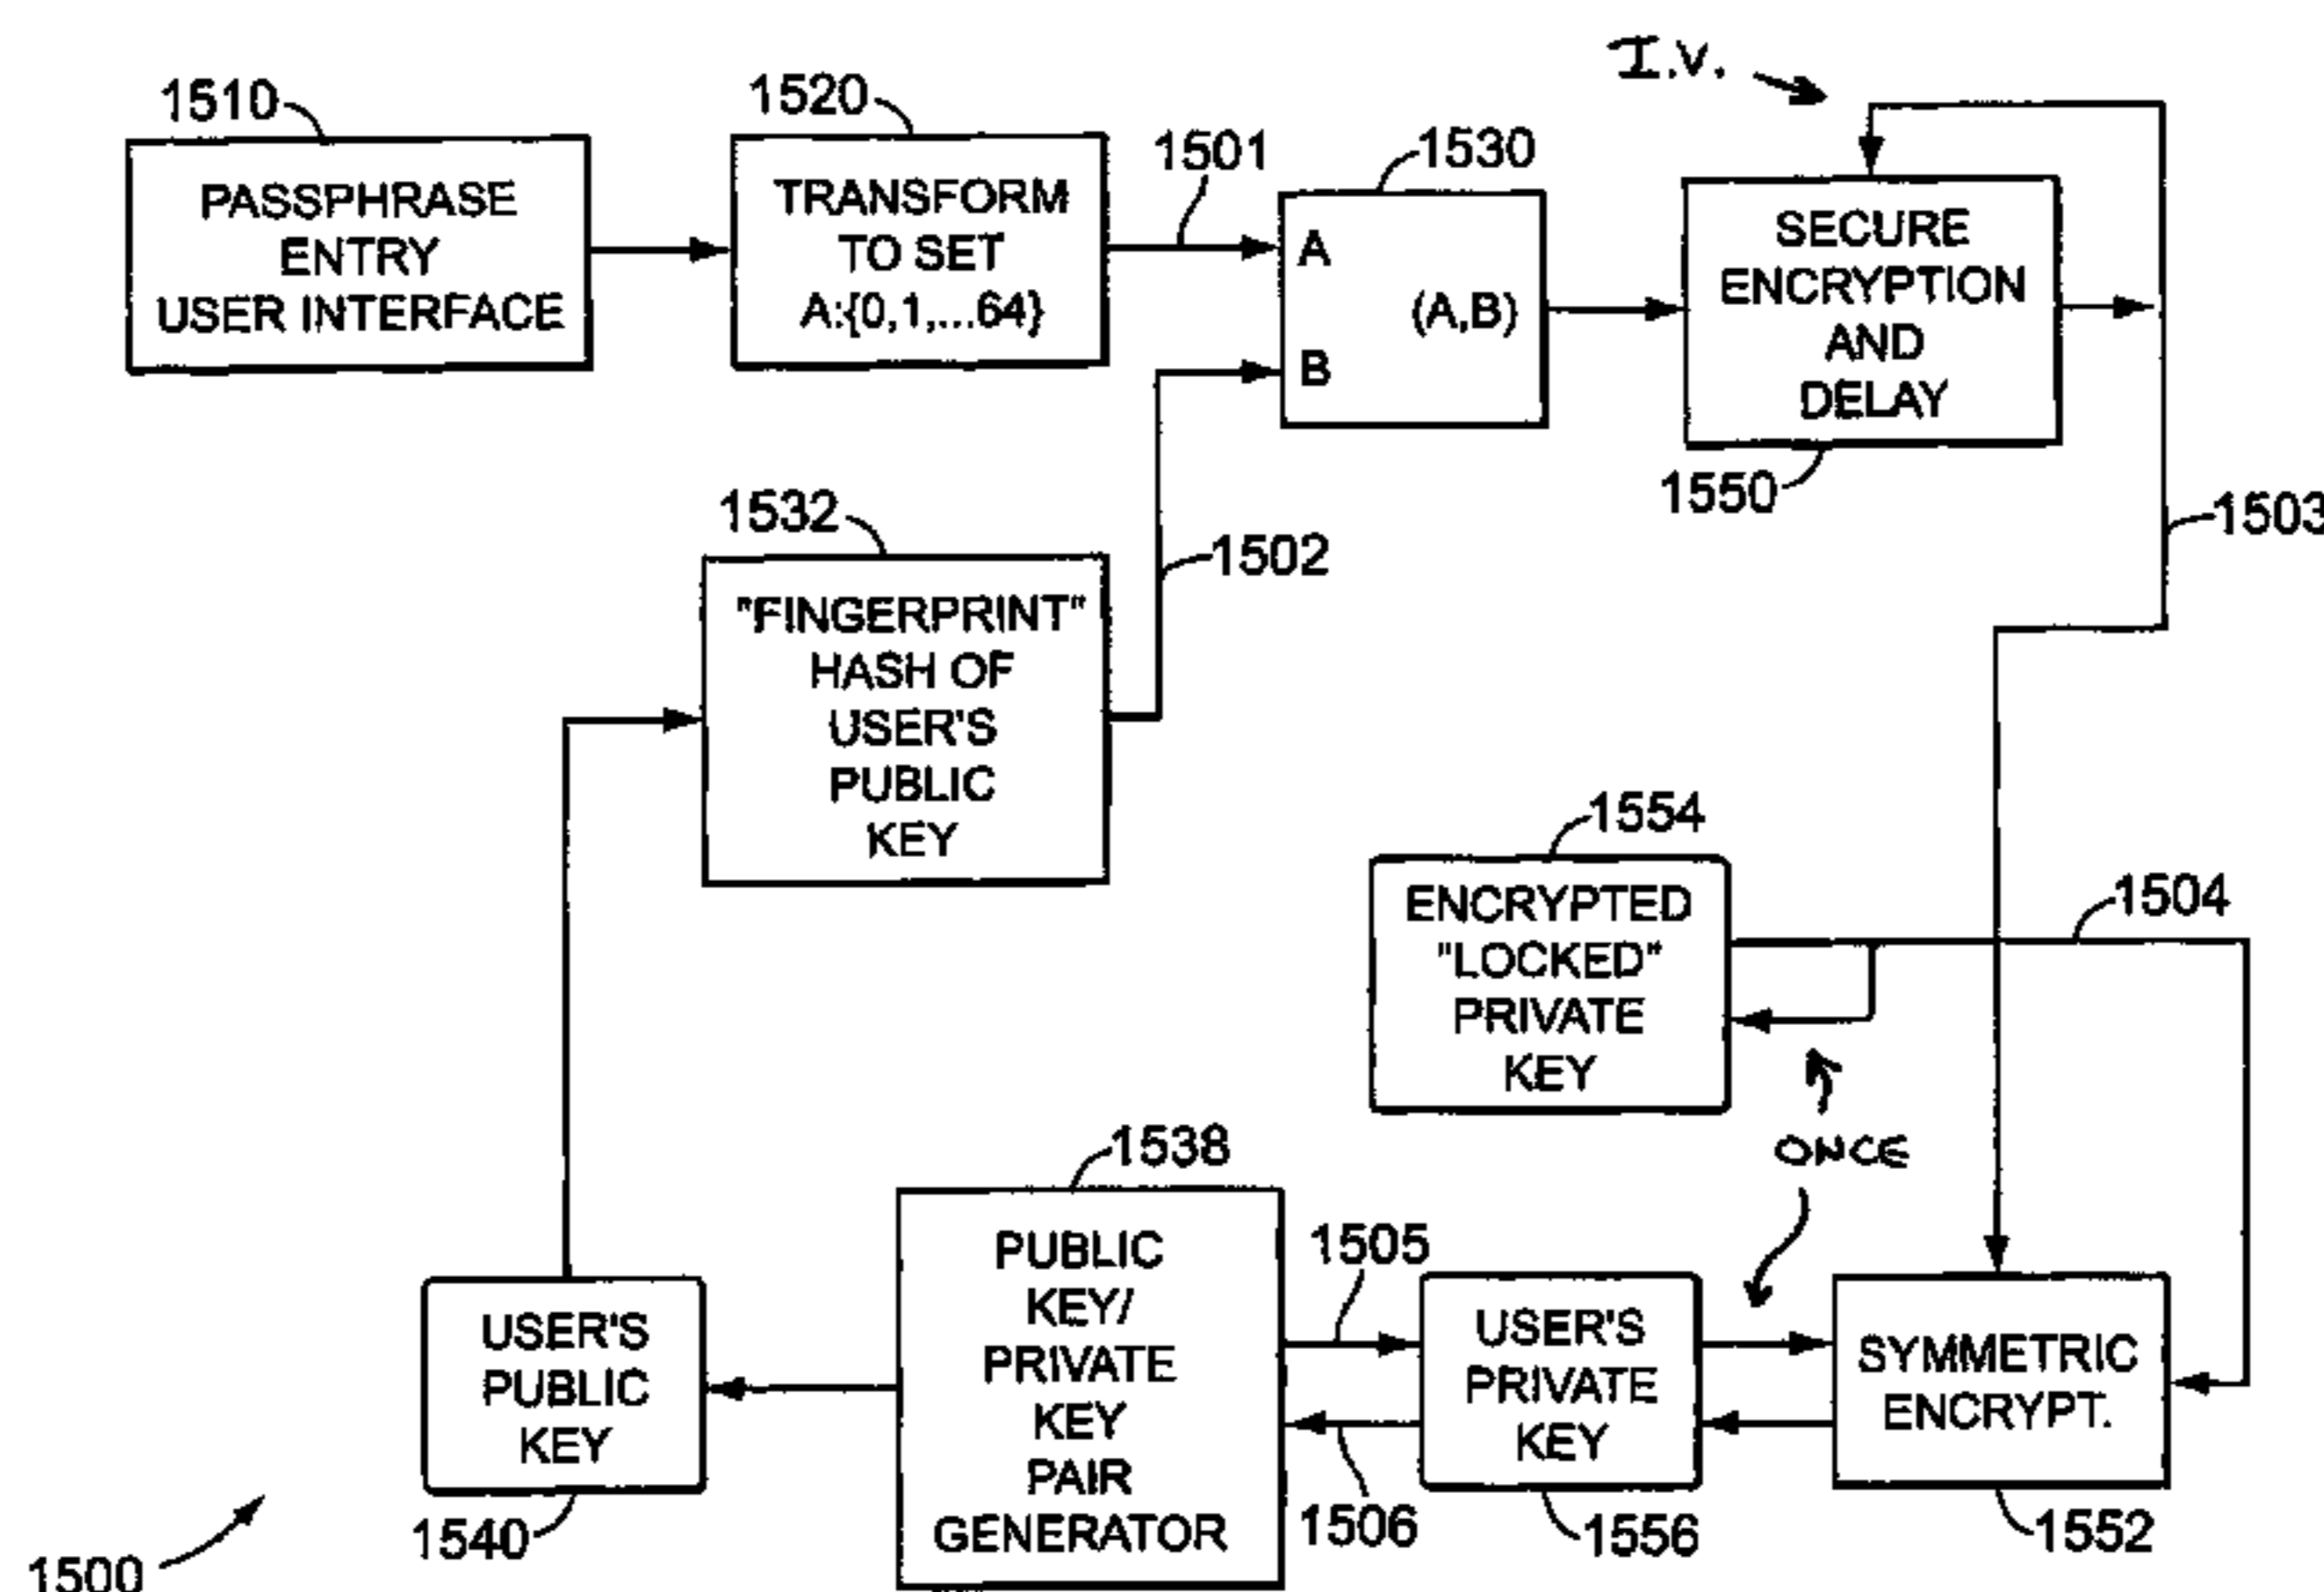 I.V.
1510
1520
1501
1530
PASSPHRASE
ENTRY
USER INTERFACE
TRANSFORM
TO SET
A:{0,1,...64}
A
(A,B)
B
SECURE
ENCRYPTION
AND
DELAY
1550
1503
1532
1502
"FINGERPRINT"
HASH OF
USER'S
PUBLIC
KEY
1554
ENCRYPTED
"LOCKED"
PRIVATE
KEY
1504
ONCE
1538
PUBLIC
KEY/
PRIVATE
KEY
PAIR
GENERATOR
1505
1506
USER'S
PUBLIC
KEY
1540
USER'S
PRIVATE
KEY
1556
SYMMETRIC
ENCRYPT.
1552
1500